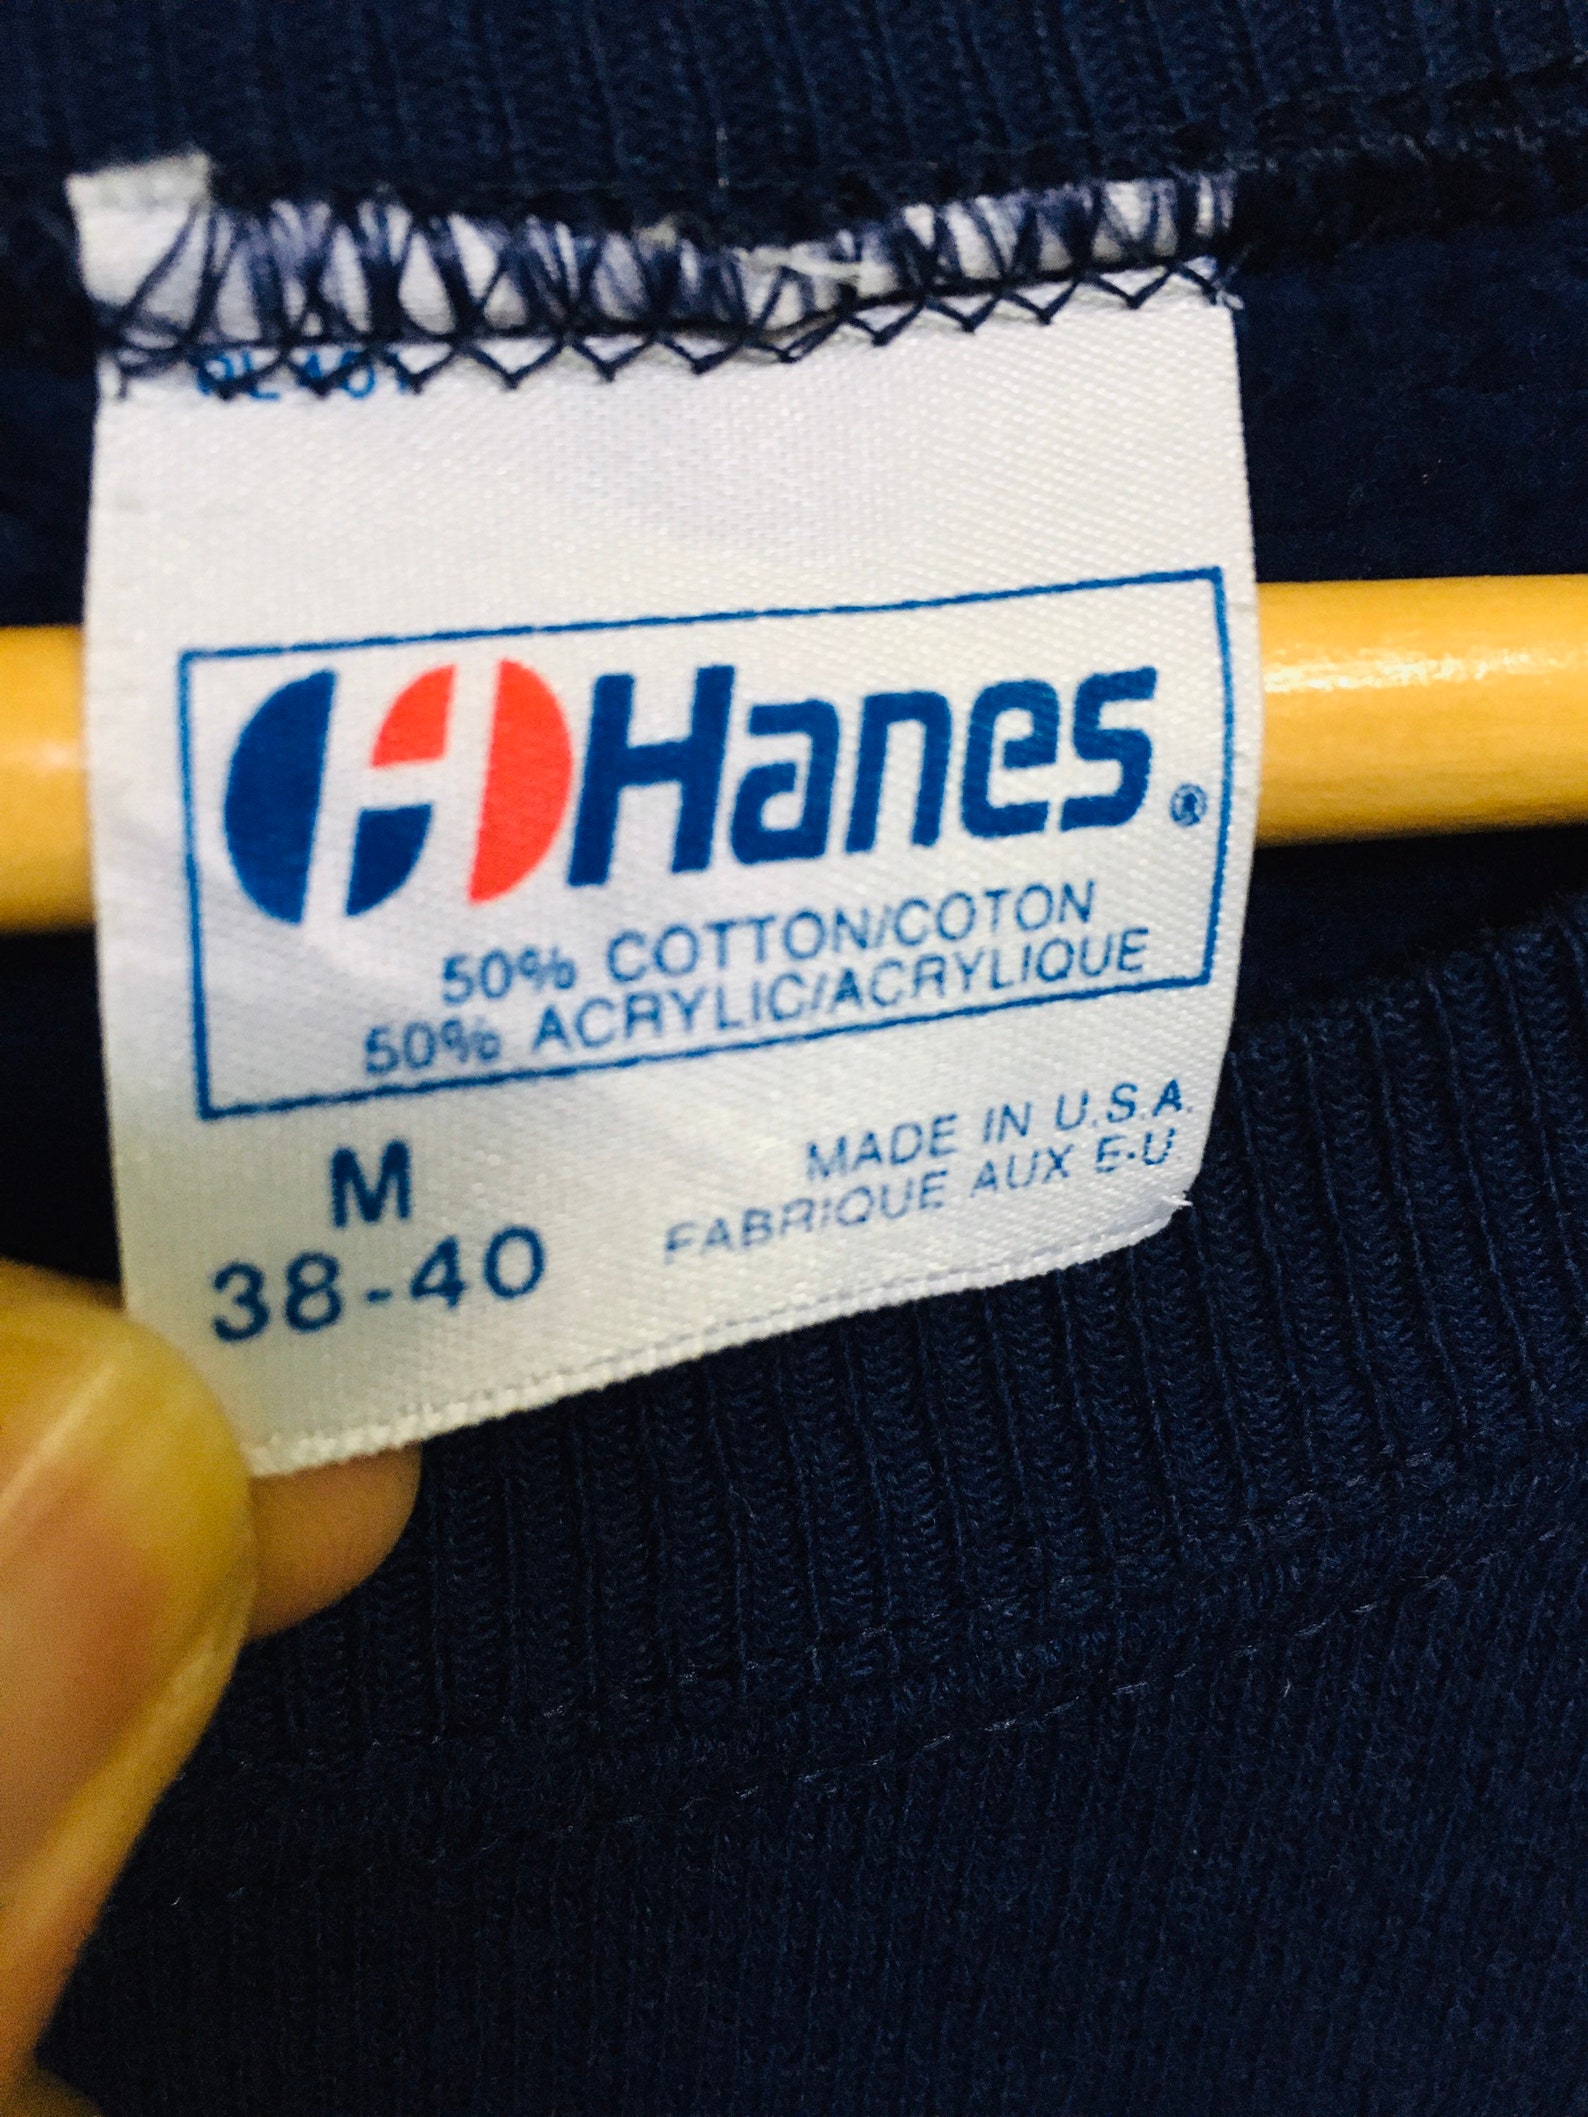 Hanes®
50% COTTON/COTON
50% ACRYLIC/ACRYLIQUE
M
38-40
MADE IN U.S.A.
FABRIQUE AUX E-U